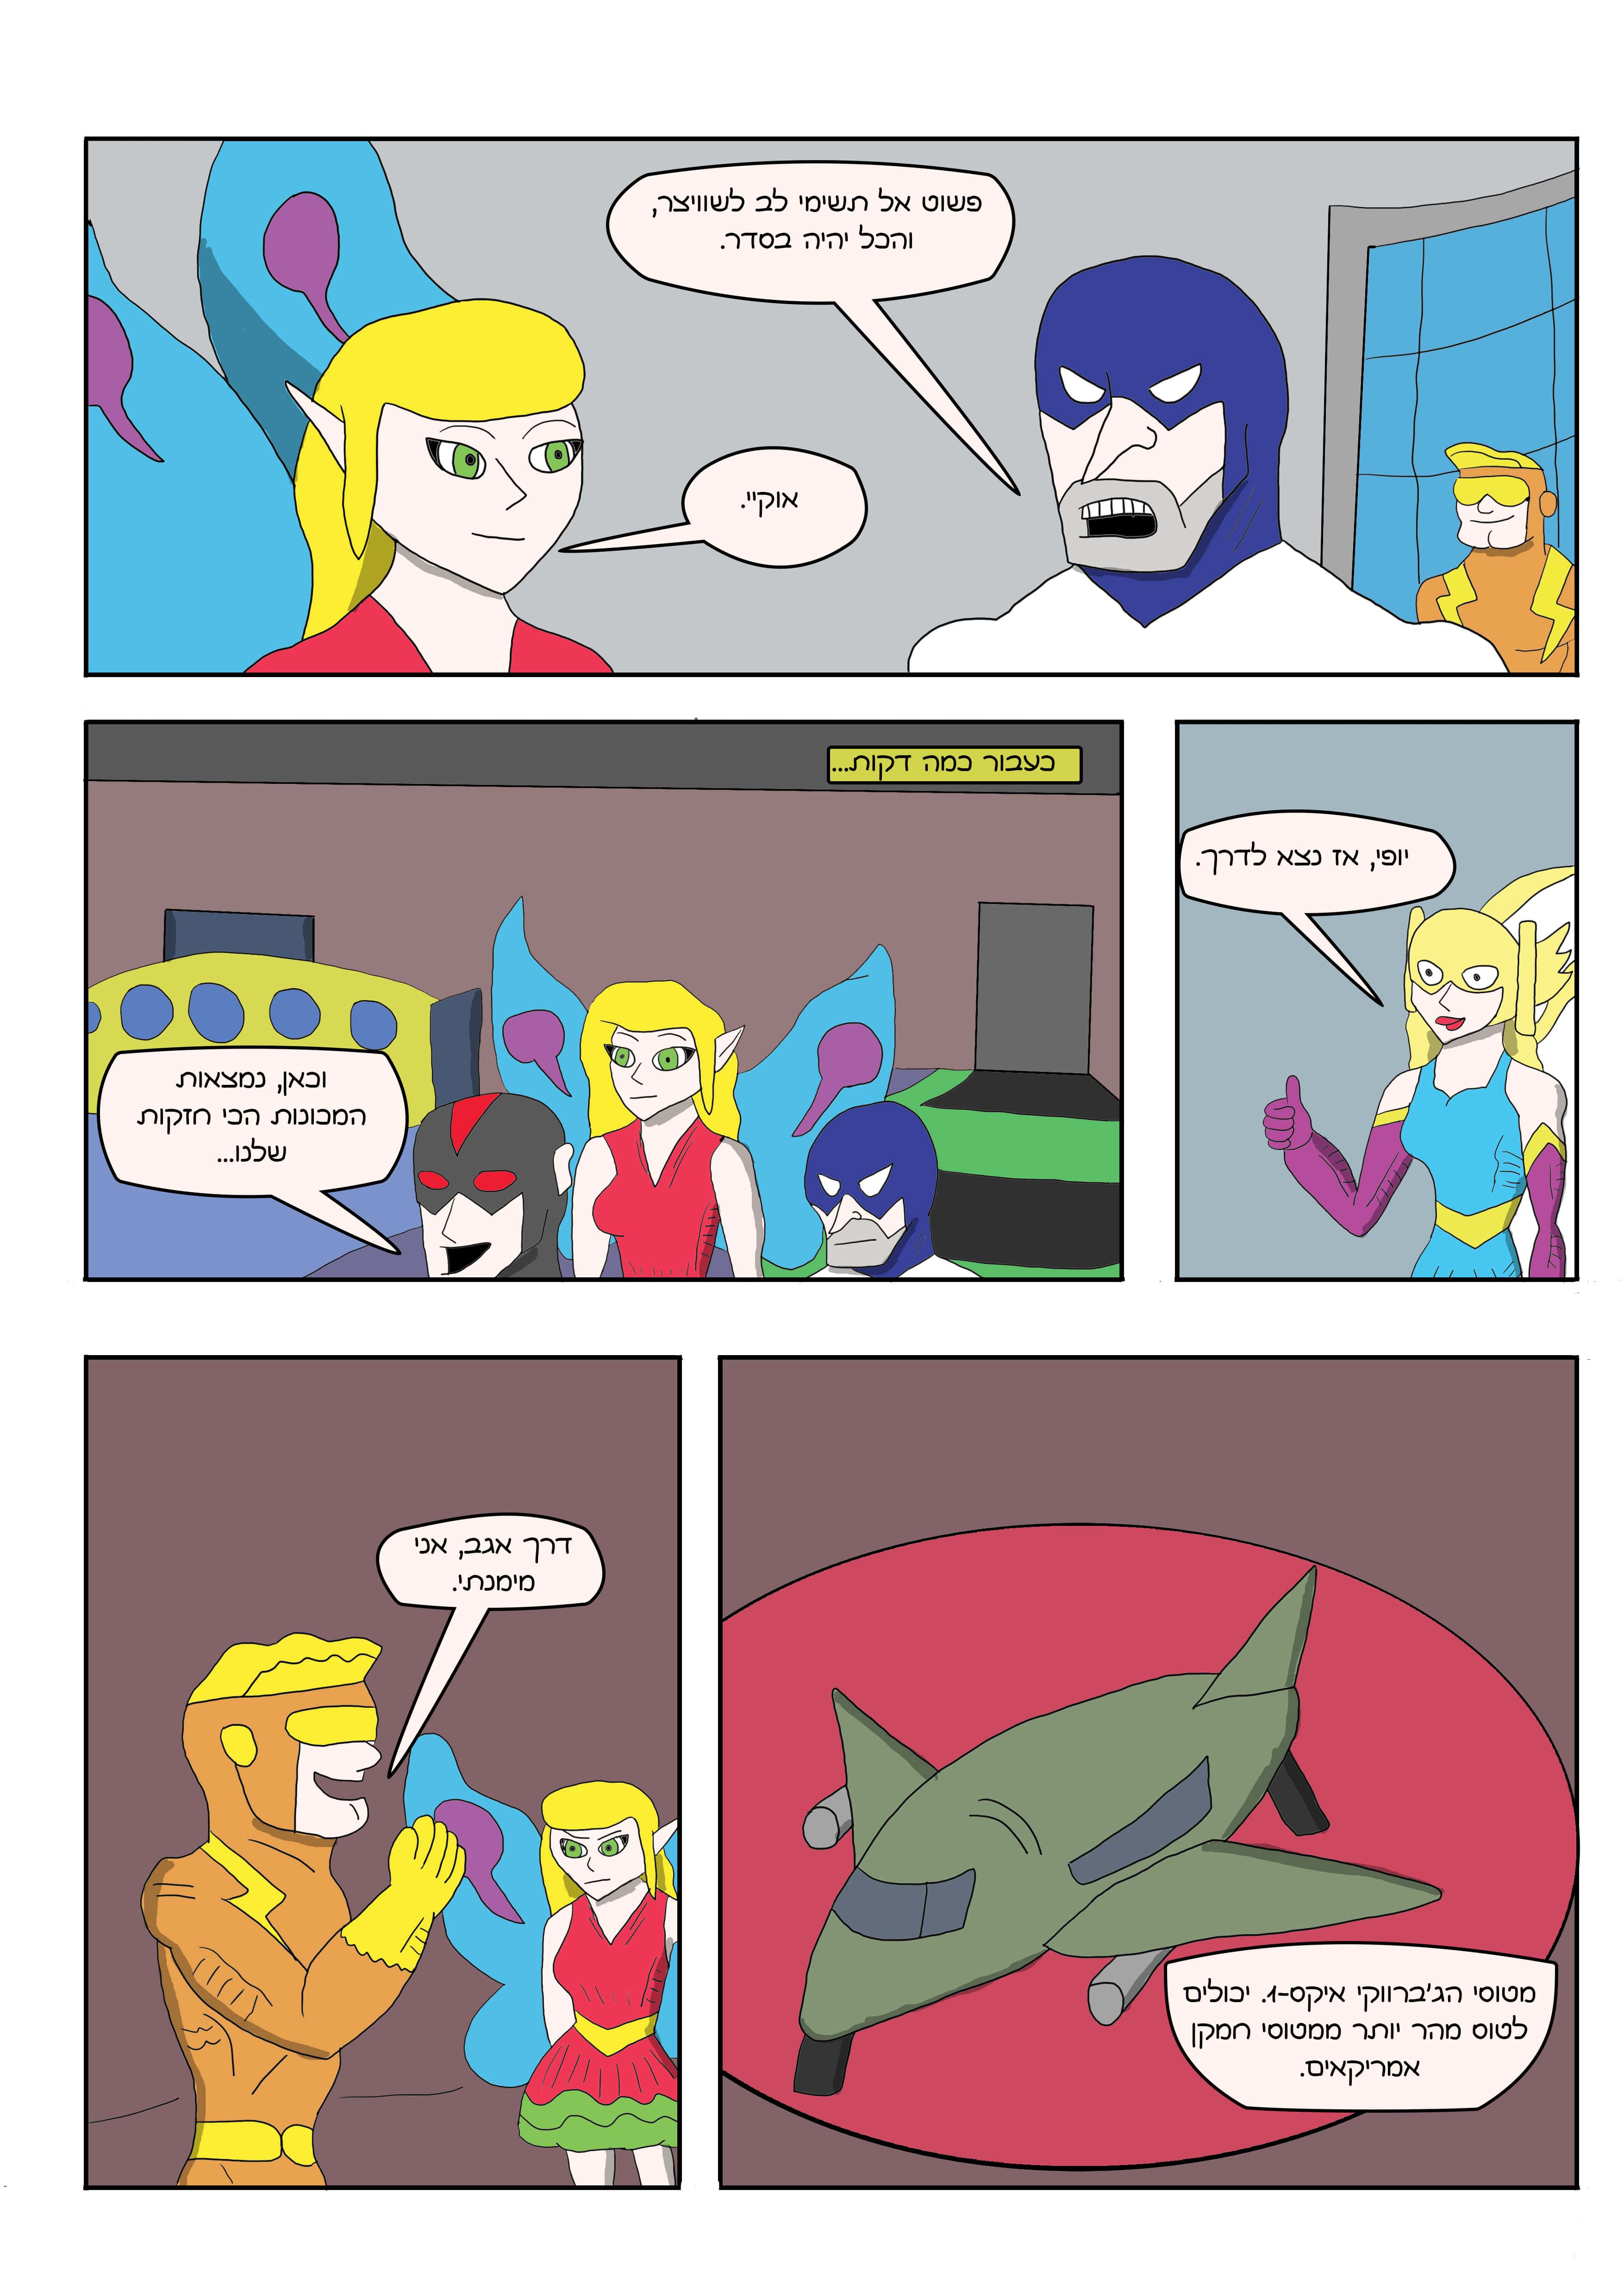 פשוט אל תשימי לב לשוויצר,
והכל יהיה בסדר.
אוקיי.
יופי, אז נצא לדרך.
כעבור כמה דקות...
וכאן, נמצאות
המכונות הכי חזקות
שלנו...
מטוסי הג'ברווקי איקס-1. יכולים
לטוס מהר יותר ממטוסי חמקן
אמריקאים.
דרך אגב, אני
מימנתי.